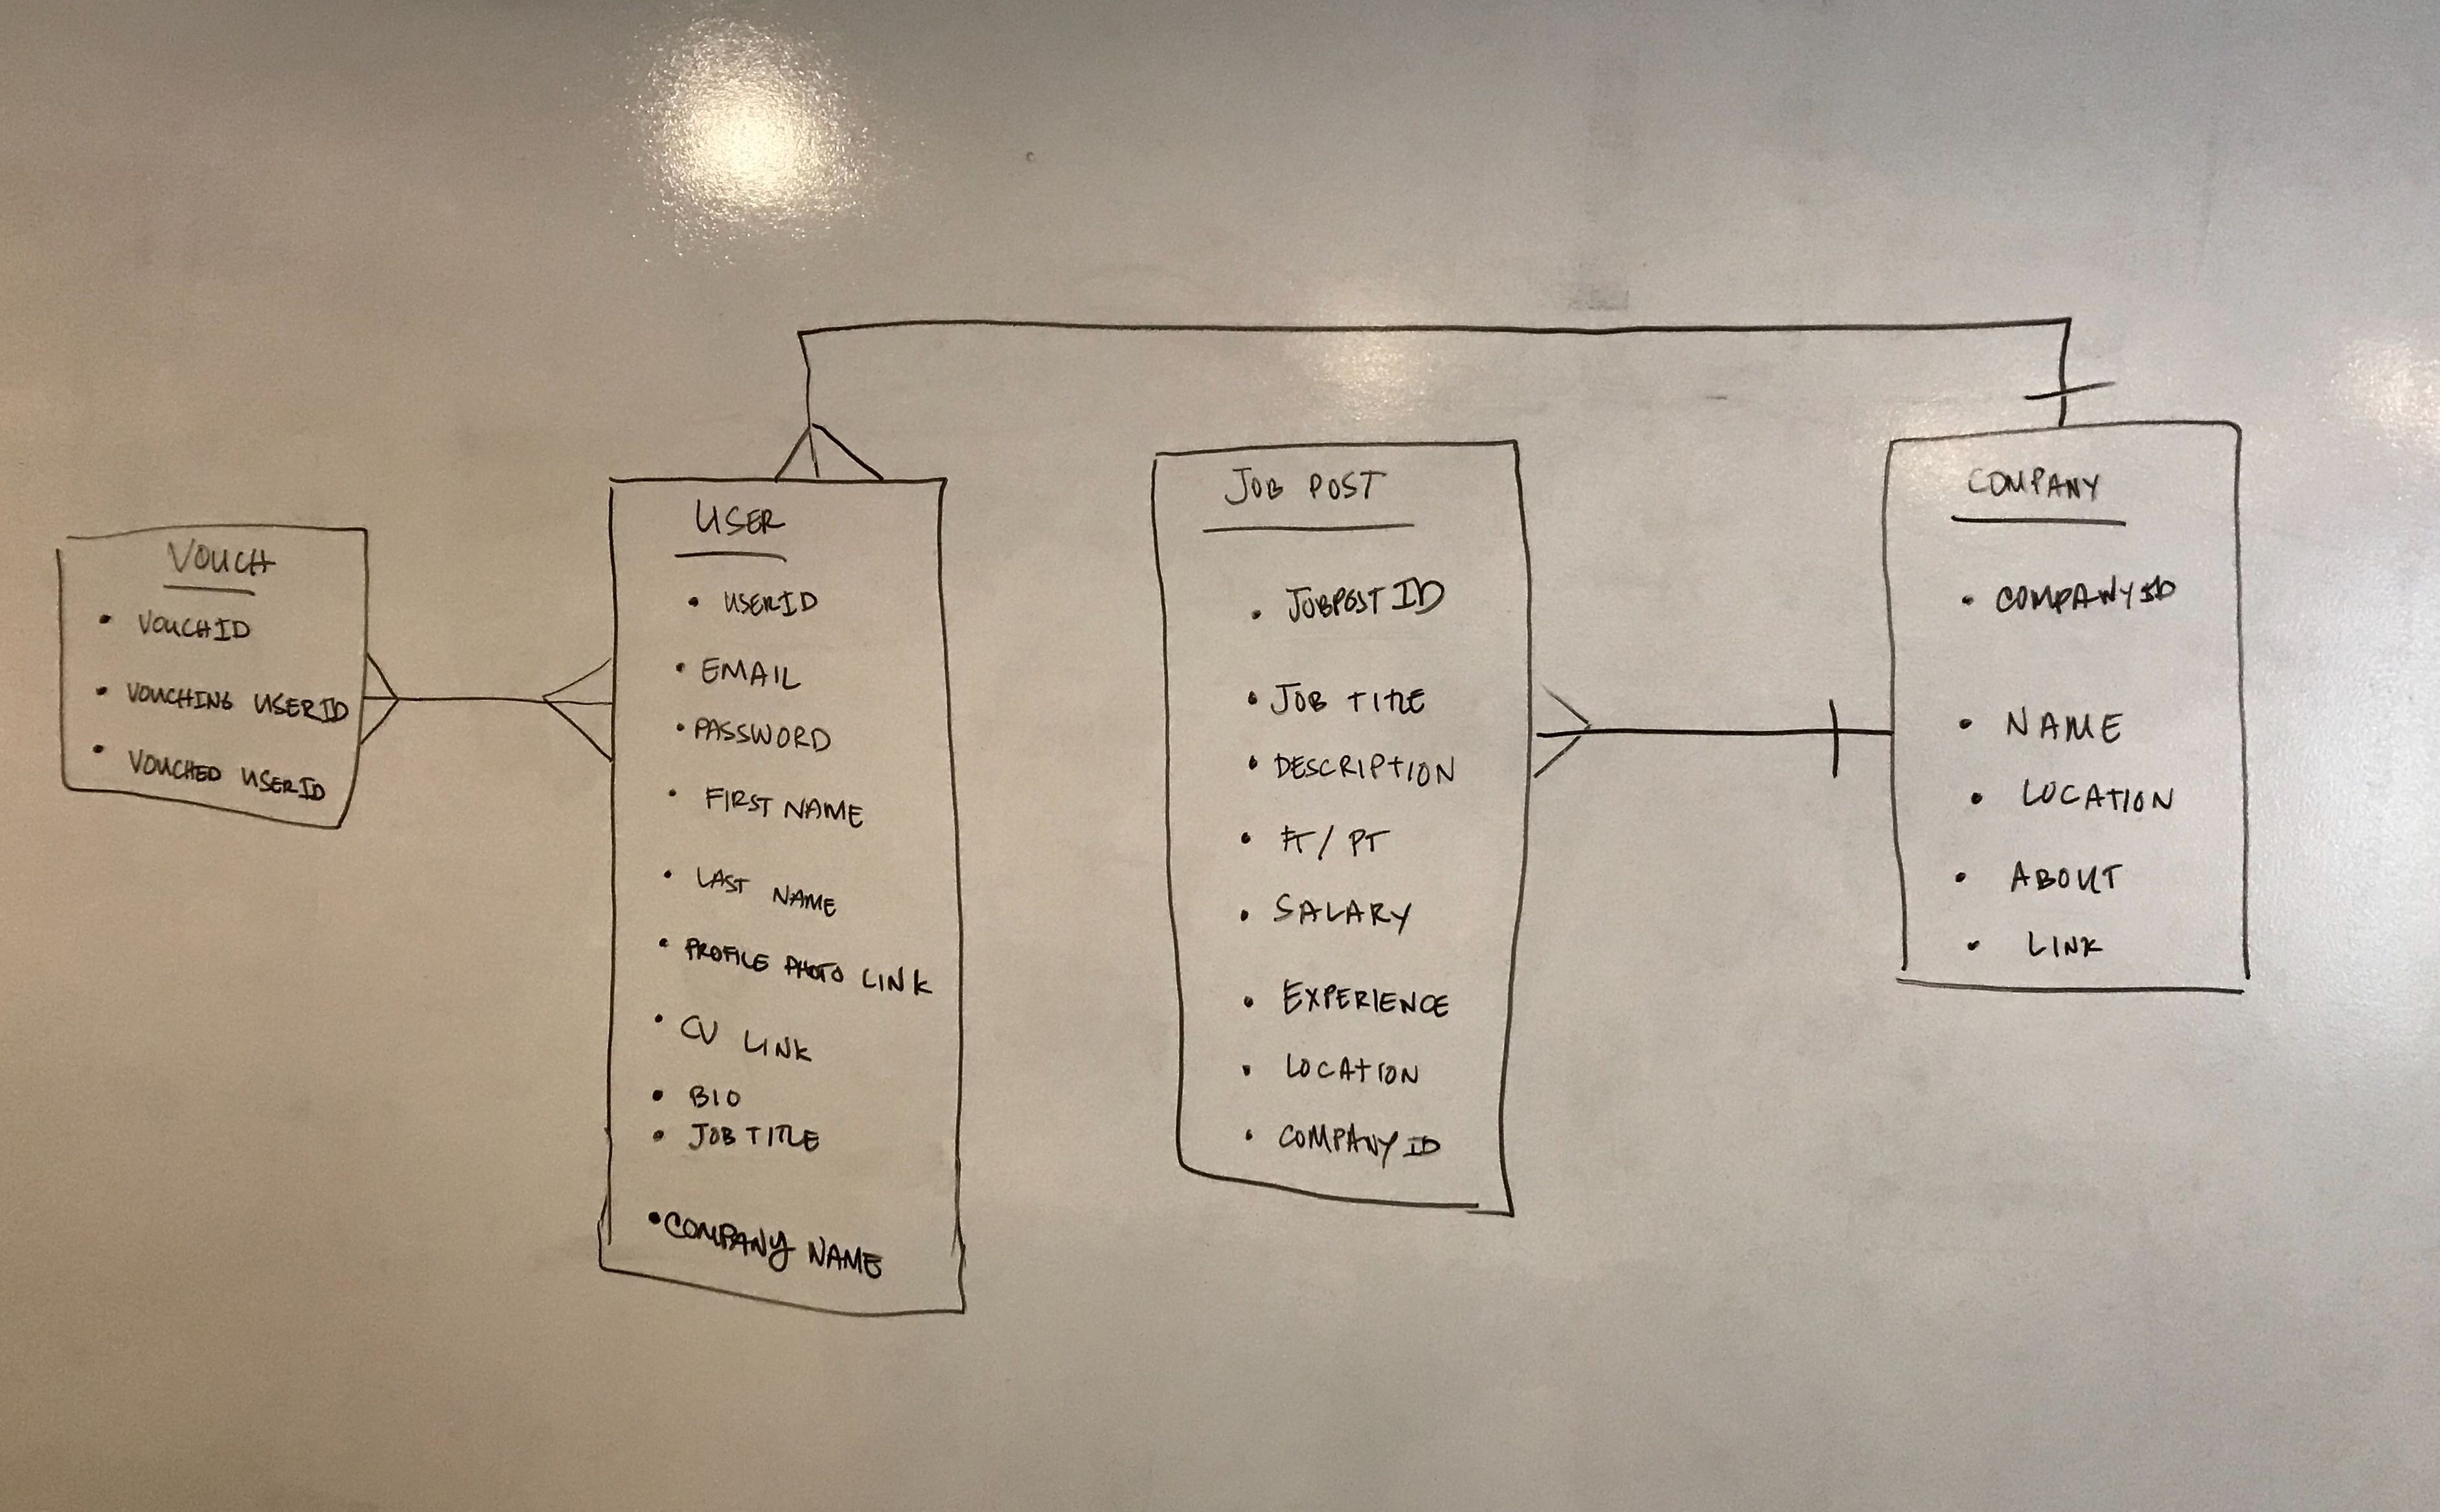 VOUCH
• VOUCHID
• VOUCHING USERID
• VOUCHED USERID
USER
• USERID
• EMAIL
• PASSWORD
• FIRST NAME
• LAST NAME
• PROFILE PHOTO LINK
• CV LINK
• BIO
• JOB TITLE
• COMPANY NAME
JOB POST
• JOBPOST ID
• JOB TITLE
• DESCRIPTION
• FT / PT
• SALARY
• EXPERIENCE
• LOCATION
• COMPANY ID
COMPANY
• COMPANY ID
• NAME
• LOCATION
• ABOUT
• LINK